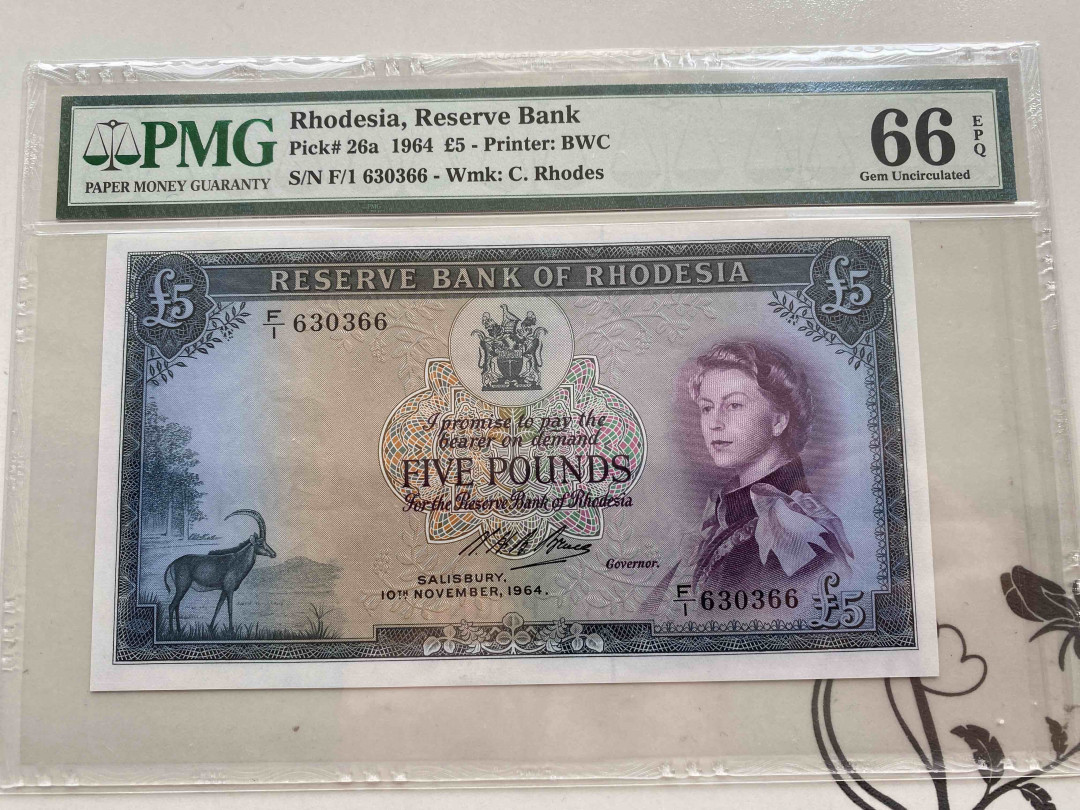 PMG
PAPER MONEY GUARANTY
Rhodesia, Reserve Bank
Pick# 26a 1964 £5 - Printer: BWC
S/N F/1 630366 - Wmk: C. Rhodes
66
EPQ
Gem Uncirculated
£5
RESERVE BANK OF RHODESIA
£5
F/1 630366
I promise to pay the
bearer on demand
FIVE POUNDS
For the Reserve Bank of Rhodesia
Governor.
SALISBURY,
10TH NOVEMBER, 1964.
F/1 630366
£5